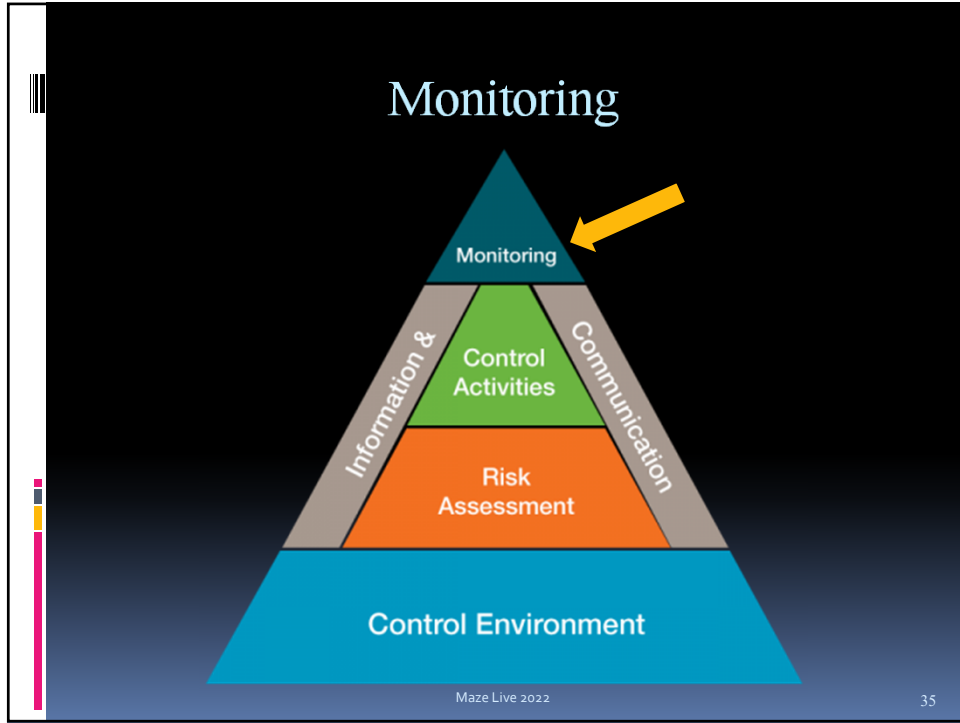 Monitoring
Monitoring
Information &
Communication
Control
Activities
Risk
Assessment
Control Environment
Maze Live 2022
35